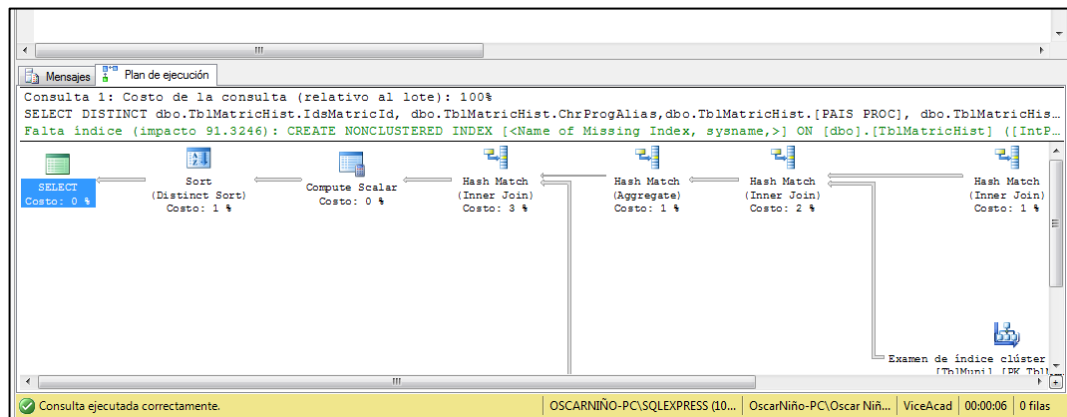 Mensajes Plan de ejecución
Consulta 1: Costo de la consulta (relativo al lote): 100%
SELECT DISTINCT dbo.TblMatricHist.IdsMatricId, dbo.TblMatricHist.ChrProgAlias,dbo.TblMatricHist.[PAIS PROC], dbo.TblMatricHis...
Falta índice (impacto 91.3246): CREATE NONCLUSTERED INDEX [<Name of Missing Index, sysname,>] ON [dbo].[TblMatricHist] ([IntP...
SELECT
Costo: 0 %
Sort
(Distinct Sort)
Costo: 1 %
Compute Scalar
Costo: 0 %
Hash Match
(Inner Join)
Costo: 3 %
Hash Match
(Aggregate)
Costo: 1 %
Hash Match
(Inner Join)
Costo: 2 %
Hash Match
(Inner Join)
Costo: 1 %
Examen de índice clúster
[TblMuni].[PK_TblM
Consulta ejecutada correctamente. OSCARNIÑO-PC\SQLEXPRESS (10... OscarNiño-PC\Oscar Niñ... ViceAcad 00:00:06 0 filas